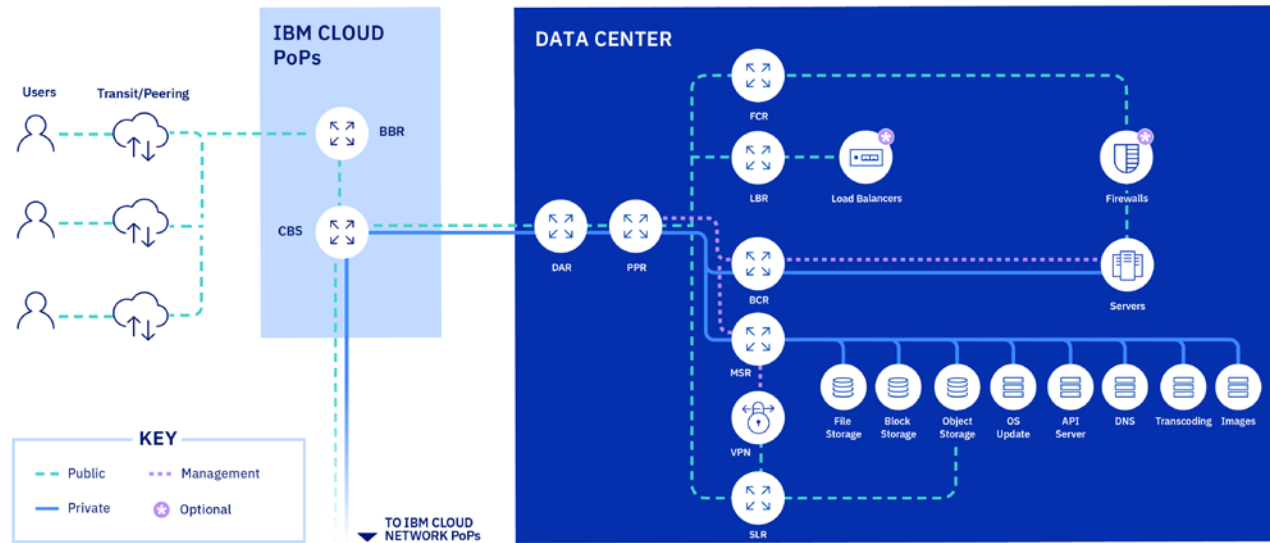 IBM CLOUD
PoPs
DATA CENTER
Users
Transit/Peering
BBR
CBS
DAR
PPR
FCR
LBR
Load Balancers
Firewalls
BCR
Servers
MSR
File
Storage
Block
Storage
Object
Storage
OS
Update
API
Server
DNS
Transcoding
Images
VPN
SLR
KEY
Public
Management
Private
Optional
TO IBM CLOUD
NETWORK PoPs